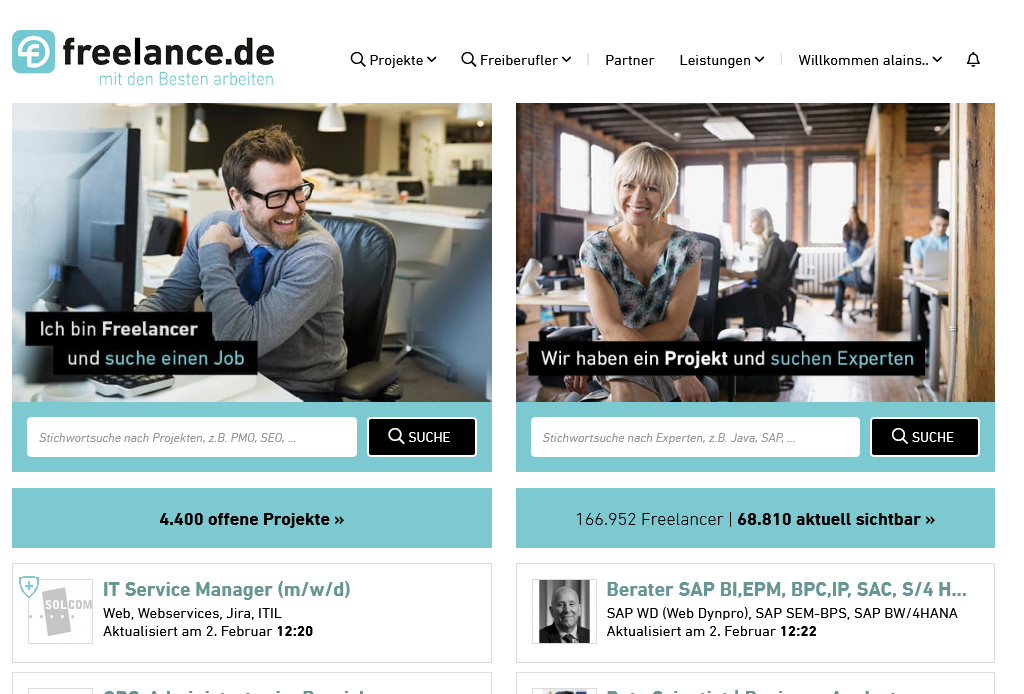 freelance.de
mit den Besten arbeiten
Projekte
Freiberufler
Partner
Leistungen
Willkommen alains..
Ich bin Freelancer
und suche einen Job
Stichwortsuche nach Projekten, z.B. PMO, SEO, ...
SUCHE
4.400 offene Projekte »
SOLCOM
IT Service Manager (m/w/d)
Web, Webservices, Jira, ITIL
Aktualisiert am 2. Februar 12:20
Wir haben ein Projekt und suchen Experten
Stichwortsuche nach Experten, z.B. Java, SAP, ...
SUCHE
166.952 Freelancer | 68.810 aktuell sichtbar »
Berater SAP BI,EPM, BPC,IP, SAC, S/4 H...
SAP WD (Web Dynpro), SAP SEM-BPS, SAP BW/4HANA
Aktualisiert am 2. Februar 12:22